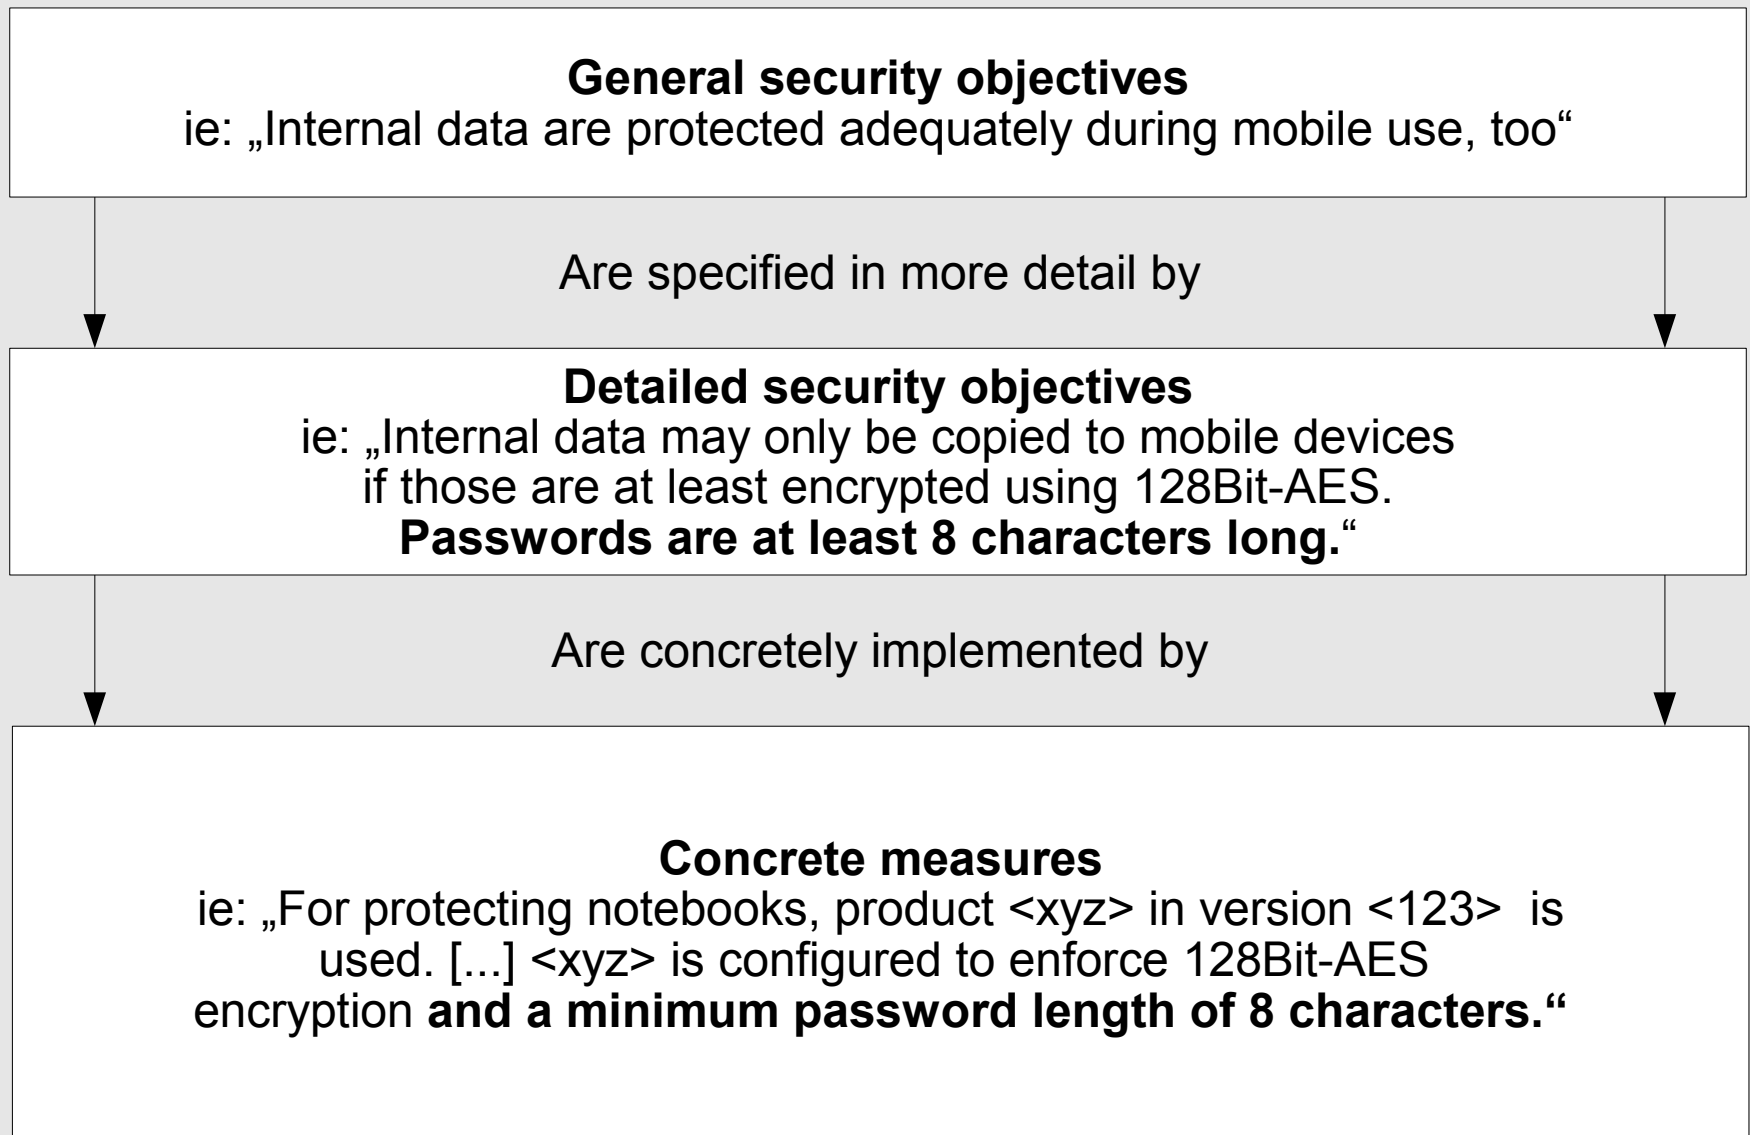 General security objectives
ie: „Internal data are protected adequately during mobile use, too“
Are specified in more detail by
Detailed security objectives
ie: „Internal data may only be copied to mobile devices
if those are at least encrypted using 128Bit-AES.
Passwords are at least 8 characters long.“
Are concretely implemented by
Concrete measures
ie: „For protecting notebooks, product <xyz> in version <123>  is
used. [...] <xyz> is configured to enforce 128Bit-AES
encryption and a minimum password length of 8 characters.“